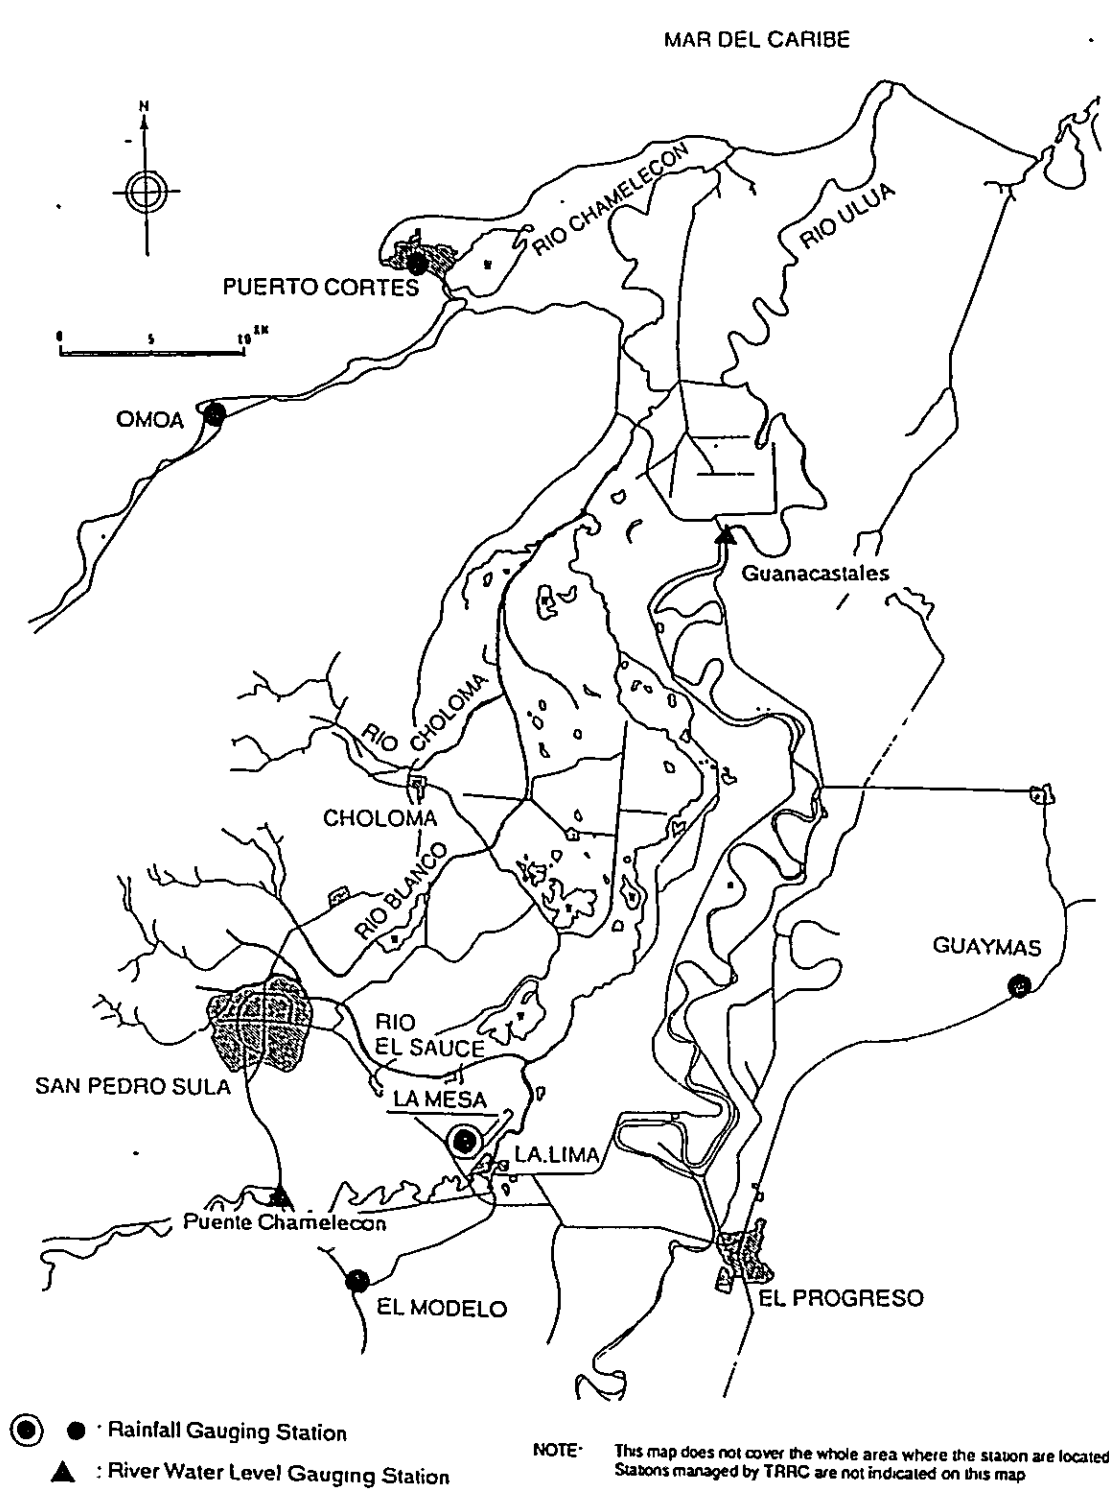 MAR DEL CARIBE
N
RIO CHAMELECON
RIO ULUA
PUERTO CORTES
0 5 10 KM
OMOA
Guanacastales
RIO CHOLOMA
CHOLOMA
RIO BLANCO
GUAYMAS
RIO
EL SAUCE
SAN PEDRO SULA
LA MESA
LA.LIMA
Puente Chamelecon
EL MODELO
EL PROGRESO
: Rainfall Gauging Station
: River Water Level Gauging Station
NOTE· This map does not cover the whole area where the station are located
Stations managed by TRRC are not indicated on this map